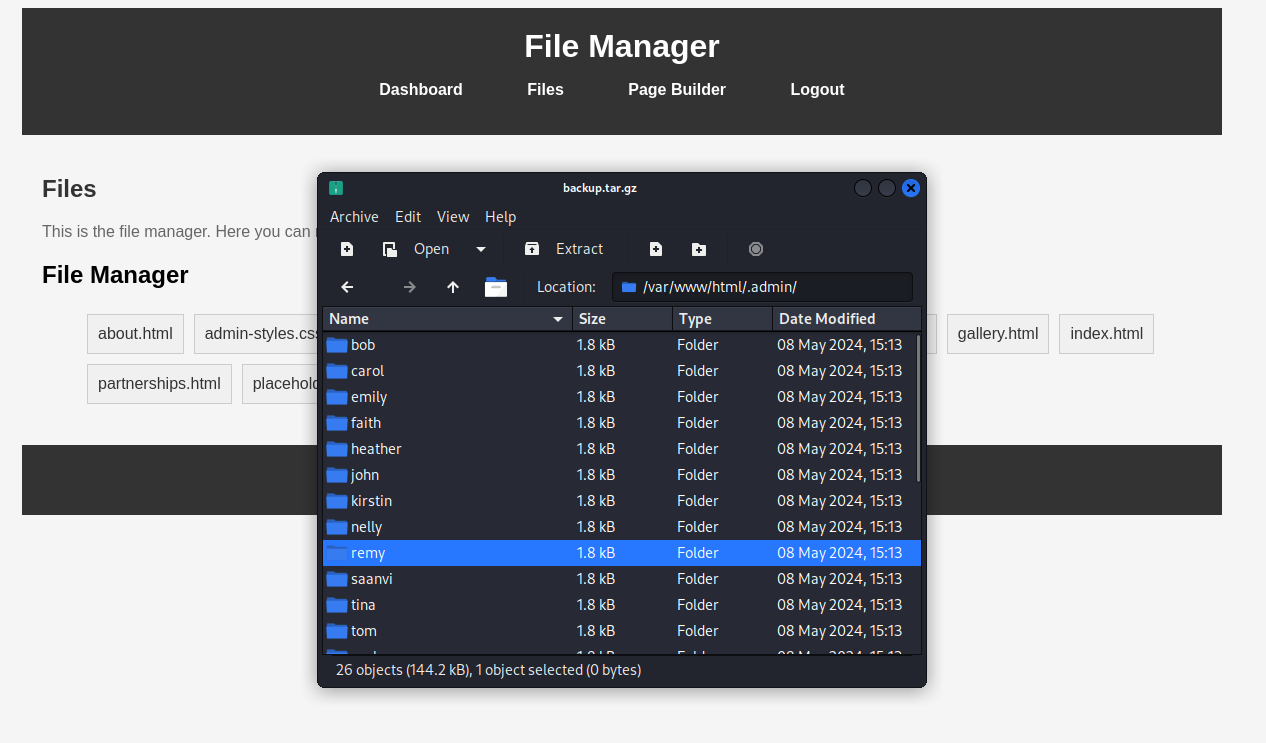 File Manager
Dashboard Files Page Builder Logout
Files
This is the file manager. Here you can
File Manager
about.html admin-styles.css gallery.html index.html
partnerships.html
backup.tar.gz
Archive Edit View Help
Open Extract
Location: /var/www/html/.admin/
Name Size Type Date Modified
bob 1.8 kB Folder 08 May 2024, 15:13
carol 1.8 kB Folder 08 May 2024, 15:13
emily 1.8 kB Folder 08 May 2024, 15:13
faith 1.8 kB Folder 08 May 2024, 15:13
heather 1.8 kB Folder 08 May 2024, 15:13
john 1.8 kB Folder 08 May 2024, 15:13
kirstin 1.8 kB Folder 08 May 2024, 15:13
nelly 1.8 kB Folder 08 May 2024, 15:13
remy 1.8 kB Folder 08 May 2024, 15:13
saanvi 1.8 kB Folder 08 May 2024, 15:13
tina 1.8 kB Folder 08 May 2024, 15:13
tom 1.8 kB Folder 08 May 2024, 15:13
26 objects (144.2 kB), 1 object selected (0 bytes)